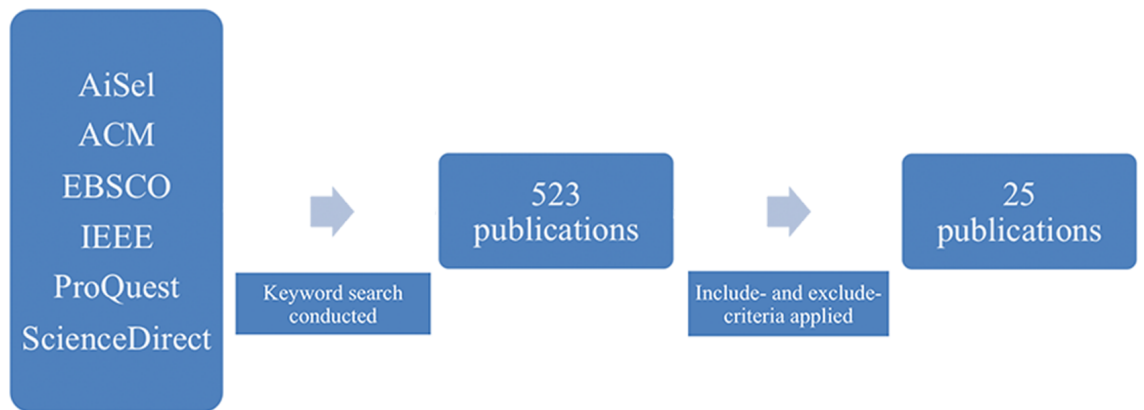 AiSel
ACM
EBSCO
IEEE
ProQuest
ScienceDirect
Keyword search
conducted
523
publications
Include- and exclude-
criteria applied
25
publications